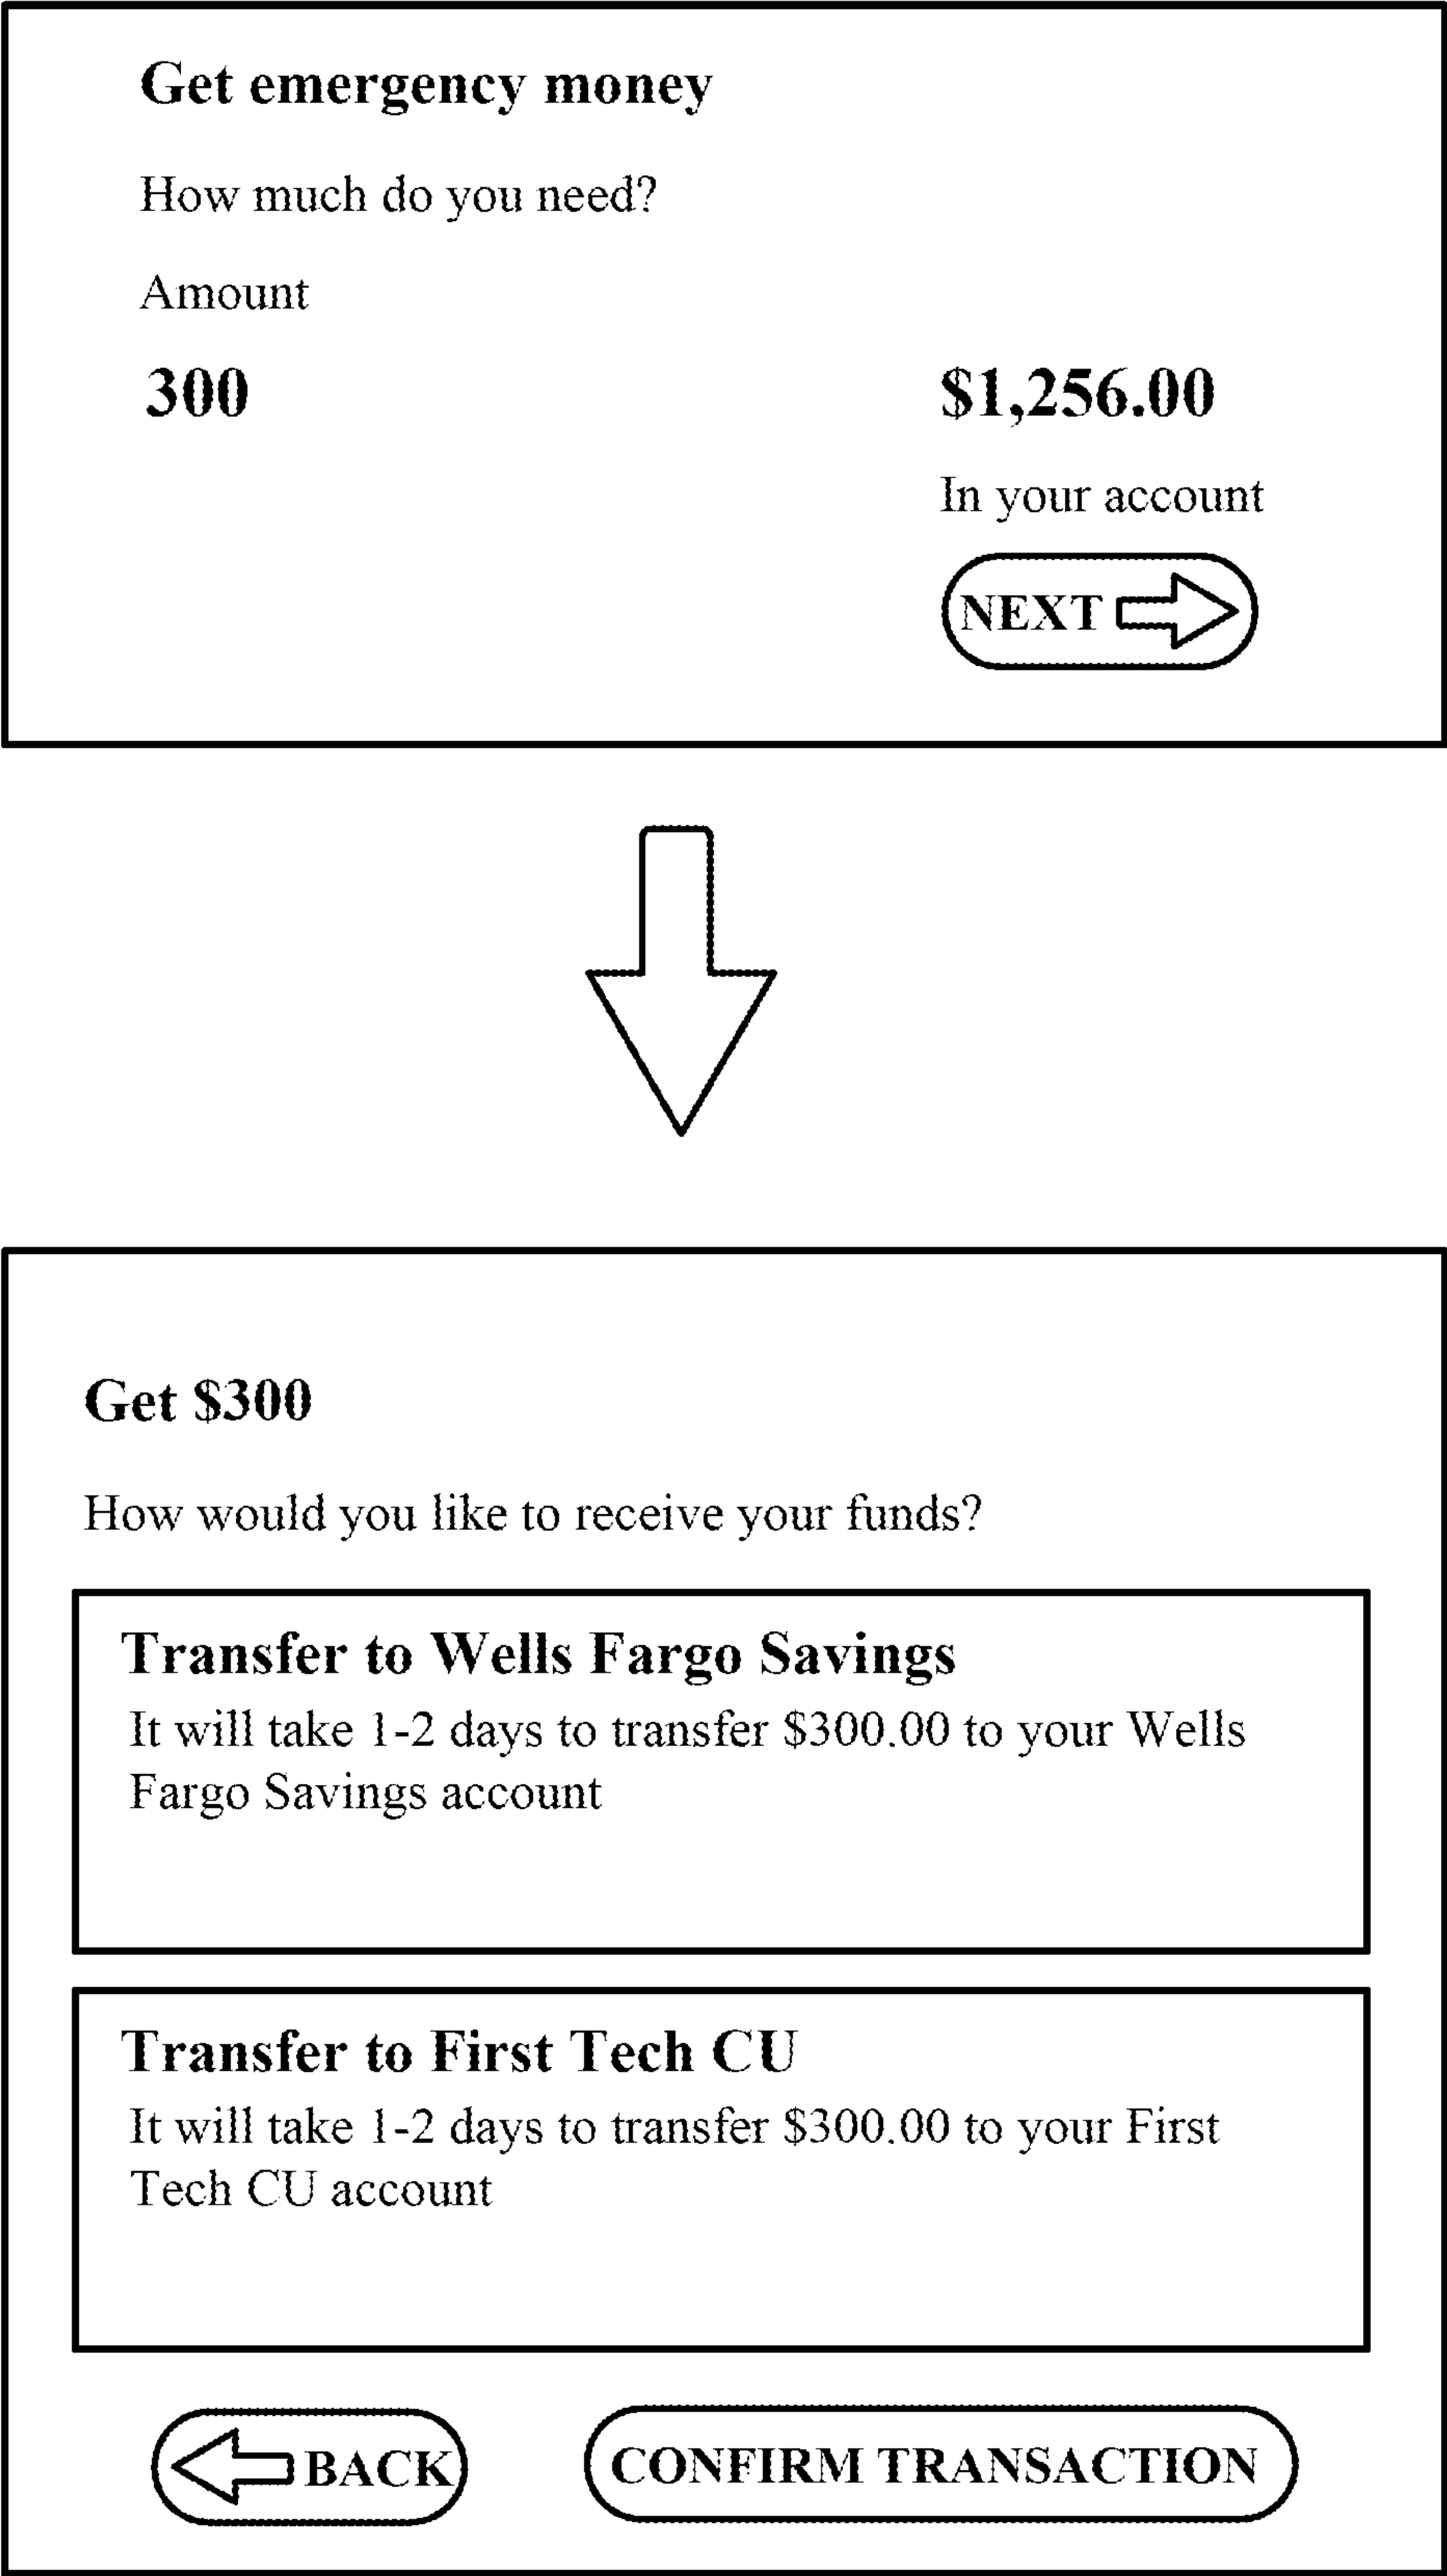 Get emergency money
How much do you need?
Amount
300
$1,256.00
In your account
NEXT
Get $300
How would you like to receive your funds?
Transfer to Wells Fargo Savings
It will take 1-2 days to transfer $300.00 to your Wells
Fargo Savings account
Transfer to First Tech CU
It will take 1-2 days to transfer $300.00 to your First
Tech CU account
BACK
CONFIRM TRANSACTION